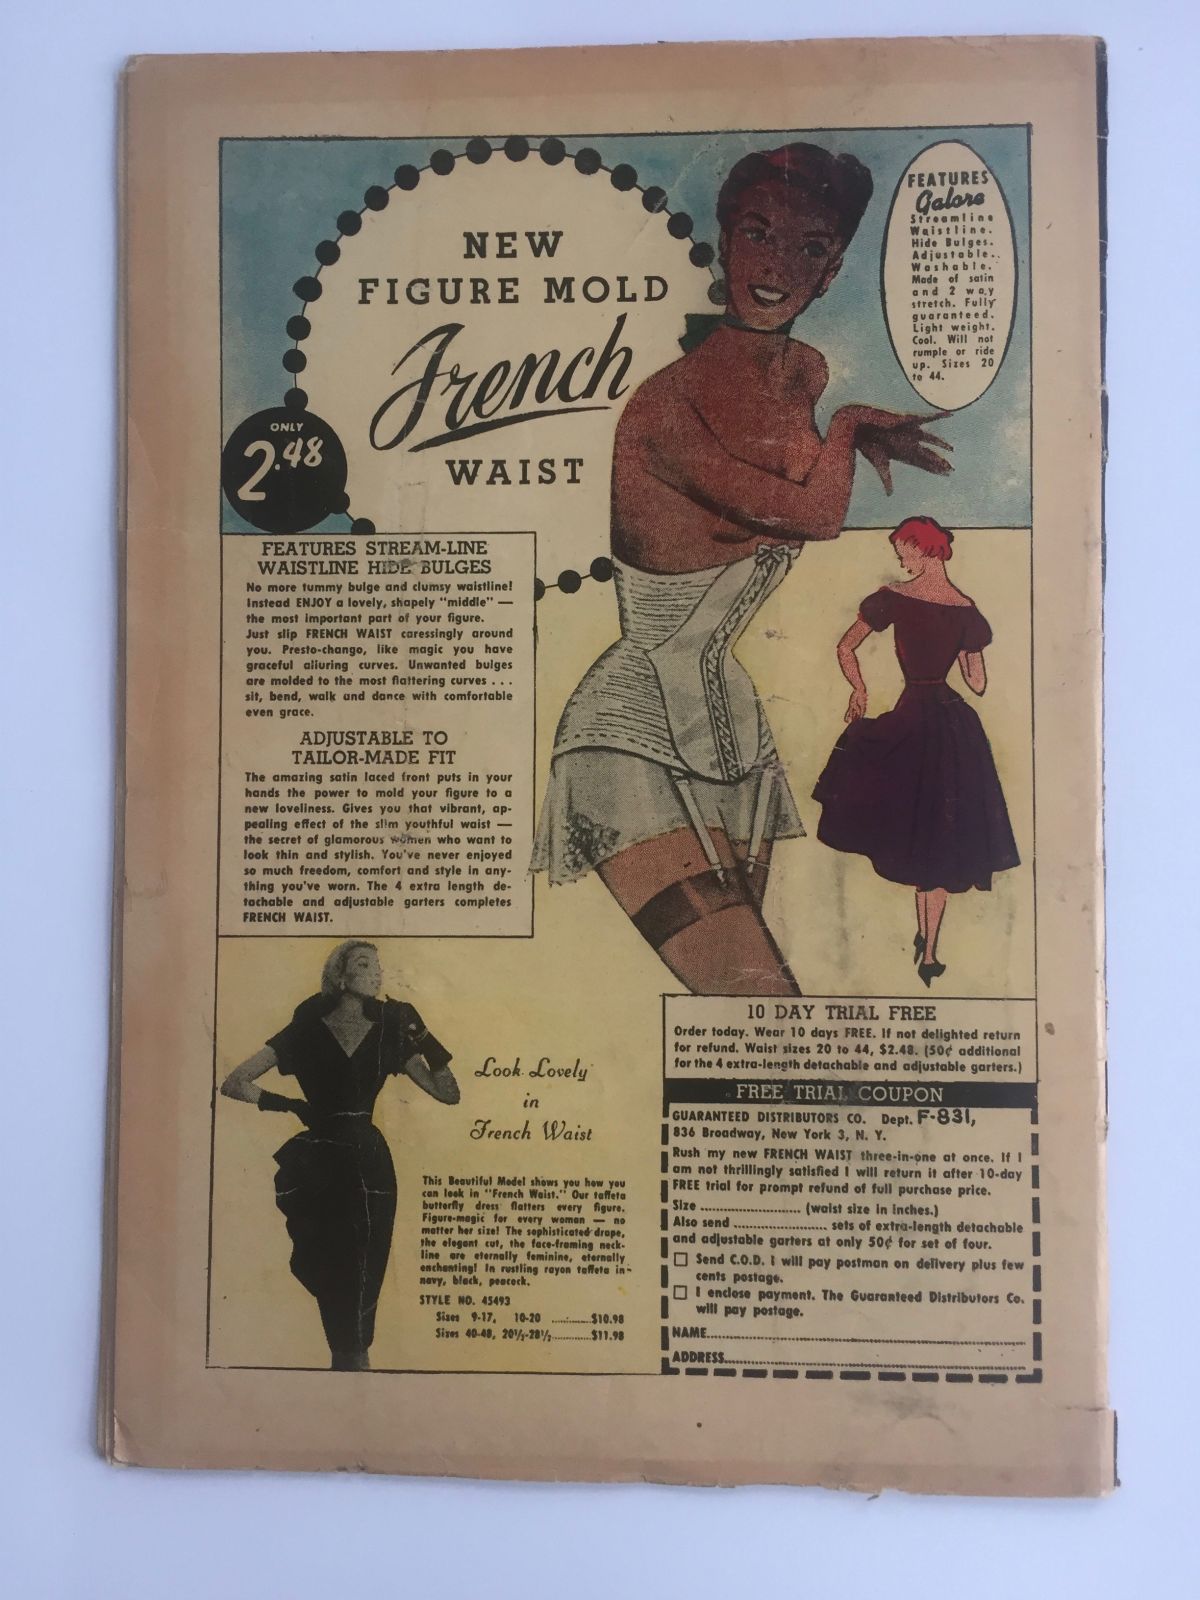 NEW
FIGURE MOLD
French
WAIST
ONLY
2.48
FEATURES
Galore
Streamline
Waistline.
Hide Bulges.
Adjustable.
Washable.
Made of satin
and 2 way
stretch. Fully
guaranteed.
Light weight.
Cool. Will not
rumple or ride
up. Sizes 20
to 44.
FEATURES STREAM-LINE
WAISTLINE HIDE BULGES
No more tummy bulge and clumsy waistline!
Instead ENJOY a lovely, shapely "middle" —
the most important part of your figure.
Just slip FRENCH WAIST caressingly around
you. Presto-chango, like magic you have
graceful alluring curves. Unwanted bulges
are molded to the most flattering curves . . .
sit, bend, walk and dance with comfortable
even grace.
ADJUSTABLE TO
TAILOR-MADE FIT
The amazing satin laced front puts in your
hands the power to mold your figure to a
new loveliness. Gives you that vibrant, ap-
pealing effect of the slim youthful waist —
the secret of glamorous women who want to
look thin and stylish. You've never enjoyed
so much freedom, comfort and style in any-
thing you've worn. The 4 extra length de-
tachable and adjustable garters completes
FRENCH WAIST.
Look Lovely
in
French Waist
This Beautiful Model shows you how you
can look in "French Waist." Our taffeta
butterfly dress flatters every figure.
Figure-magic for every woman — no
matter her size! The sophisticated drape,
the elegant cut, the face-framing neck-
line are eternally feminine, eternally
enchanting! In rustling rayon taffeta in
navy, black, peacock.
STYLE NO. 45493
Sizes 9-17, 10-20 ..........$10.98
Sizes 40-48, 20½-28½..........$11.98
10 DAY TRIAL FREE
Order today. Wear 10 days FREE. If not delighted return
for refund. Waist sizes 20 to 44, $2.48. (50¢ additional
for the 4 extra-length detachable and adjustable garters.)
FREE TRIAL COUPON
GUARANTEED DISTRIBUTORS CO. Dept. F-831,
836 Broadway, New York 3, N. Y.
Rush my new FRENCH WAIST three-in-one at once. If I
am not thrillingly satisfied I will return it after 10-day
FREE trial for prompt refund of full purchase price.
Size .......................... (waist size in inches.)
Also send ........................ sets of extra-length detachable
and adjustable garters at only 50¢ for set of four.
☐ Send C.O.D. I will pay postman on delivery plus few
cents postage.
☐ I enclose payment. The Guaranteed Distributors Co.
will pay postage.
NAME..........................................................
ADDRESS......................................................